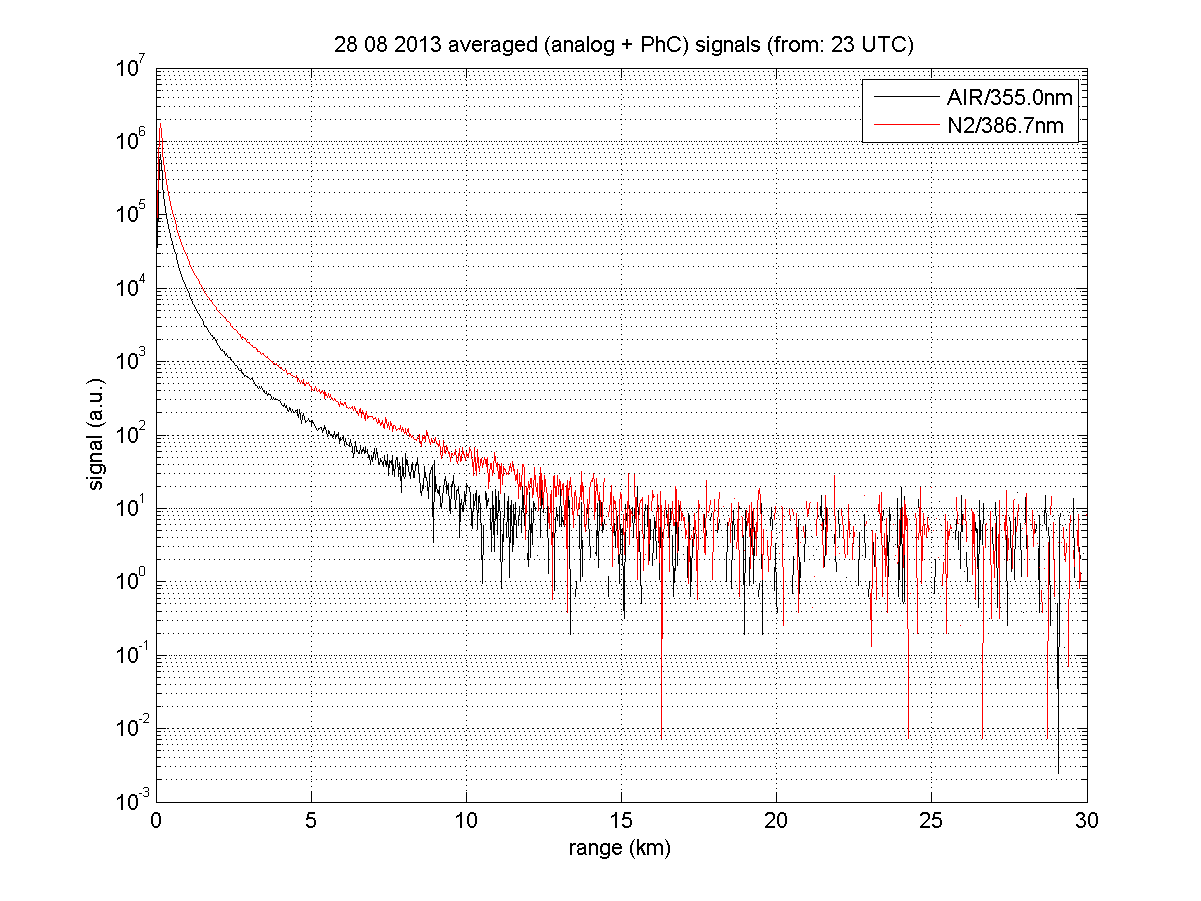 28 08 2013 averaged (analog + PhC) signals (from: 23 UTC)
AIR/355.0nm
N2/386.7nm
10^7
10^6
10^5
10^4
10^3
10^2
10^1
10^0
10^-1
10^-2
10^-3
signal (a.u.)
0 5 10 15 20 25 30
range (km)